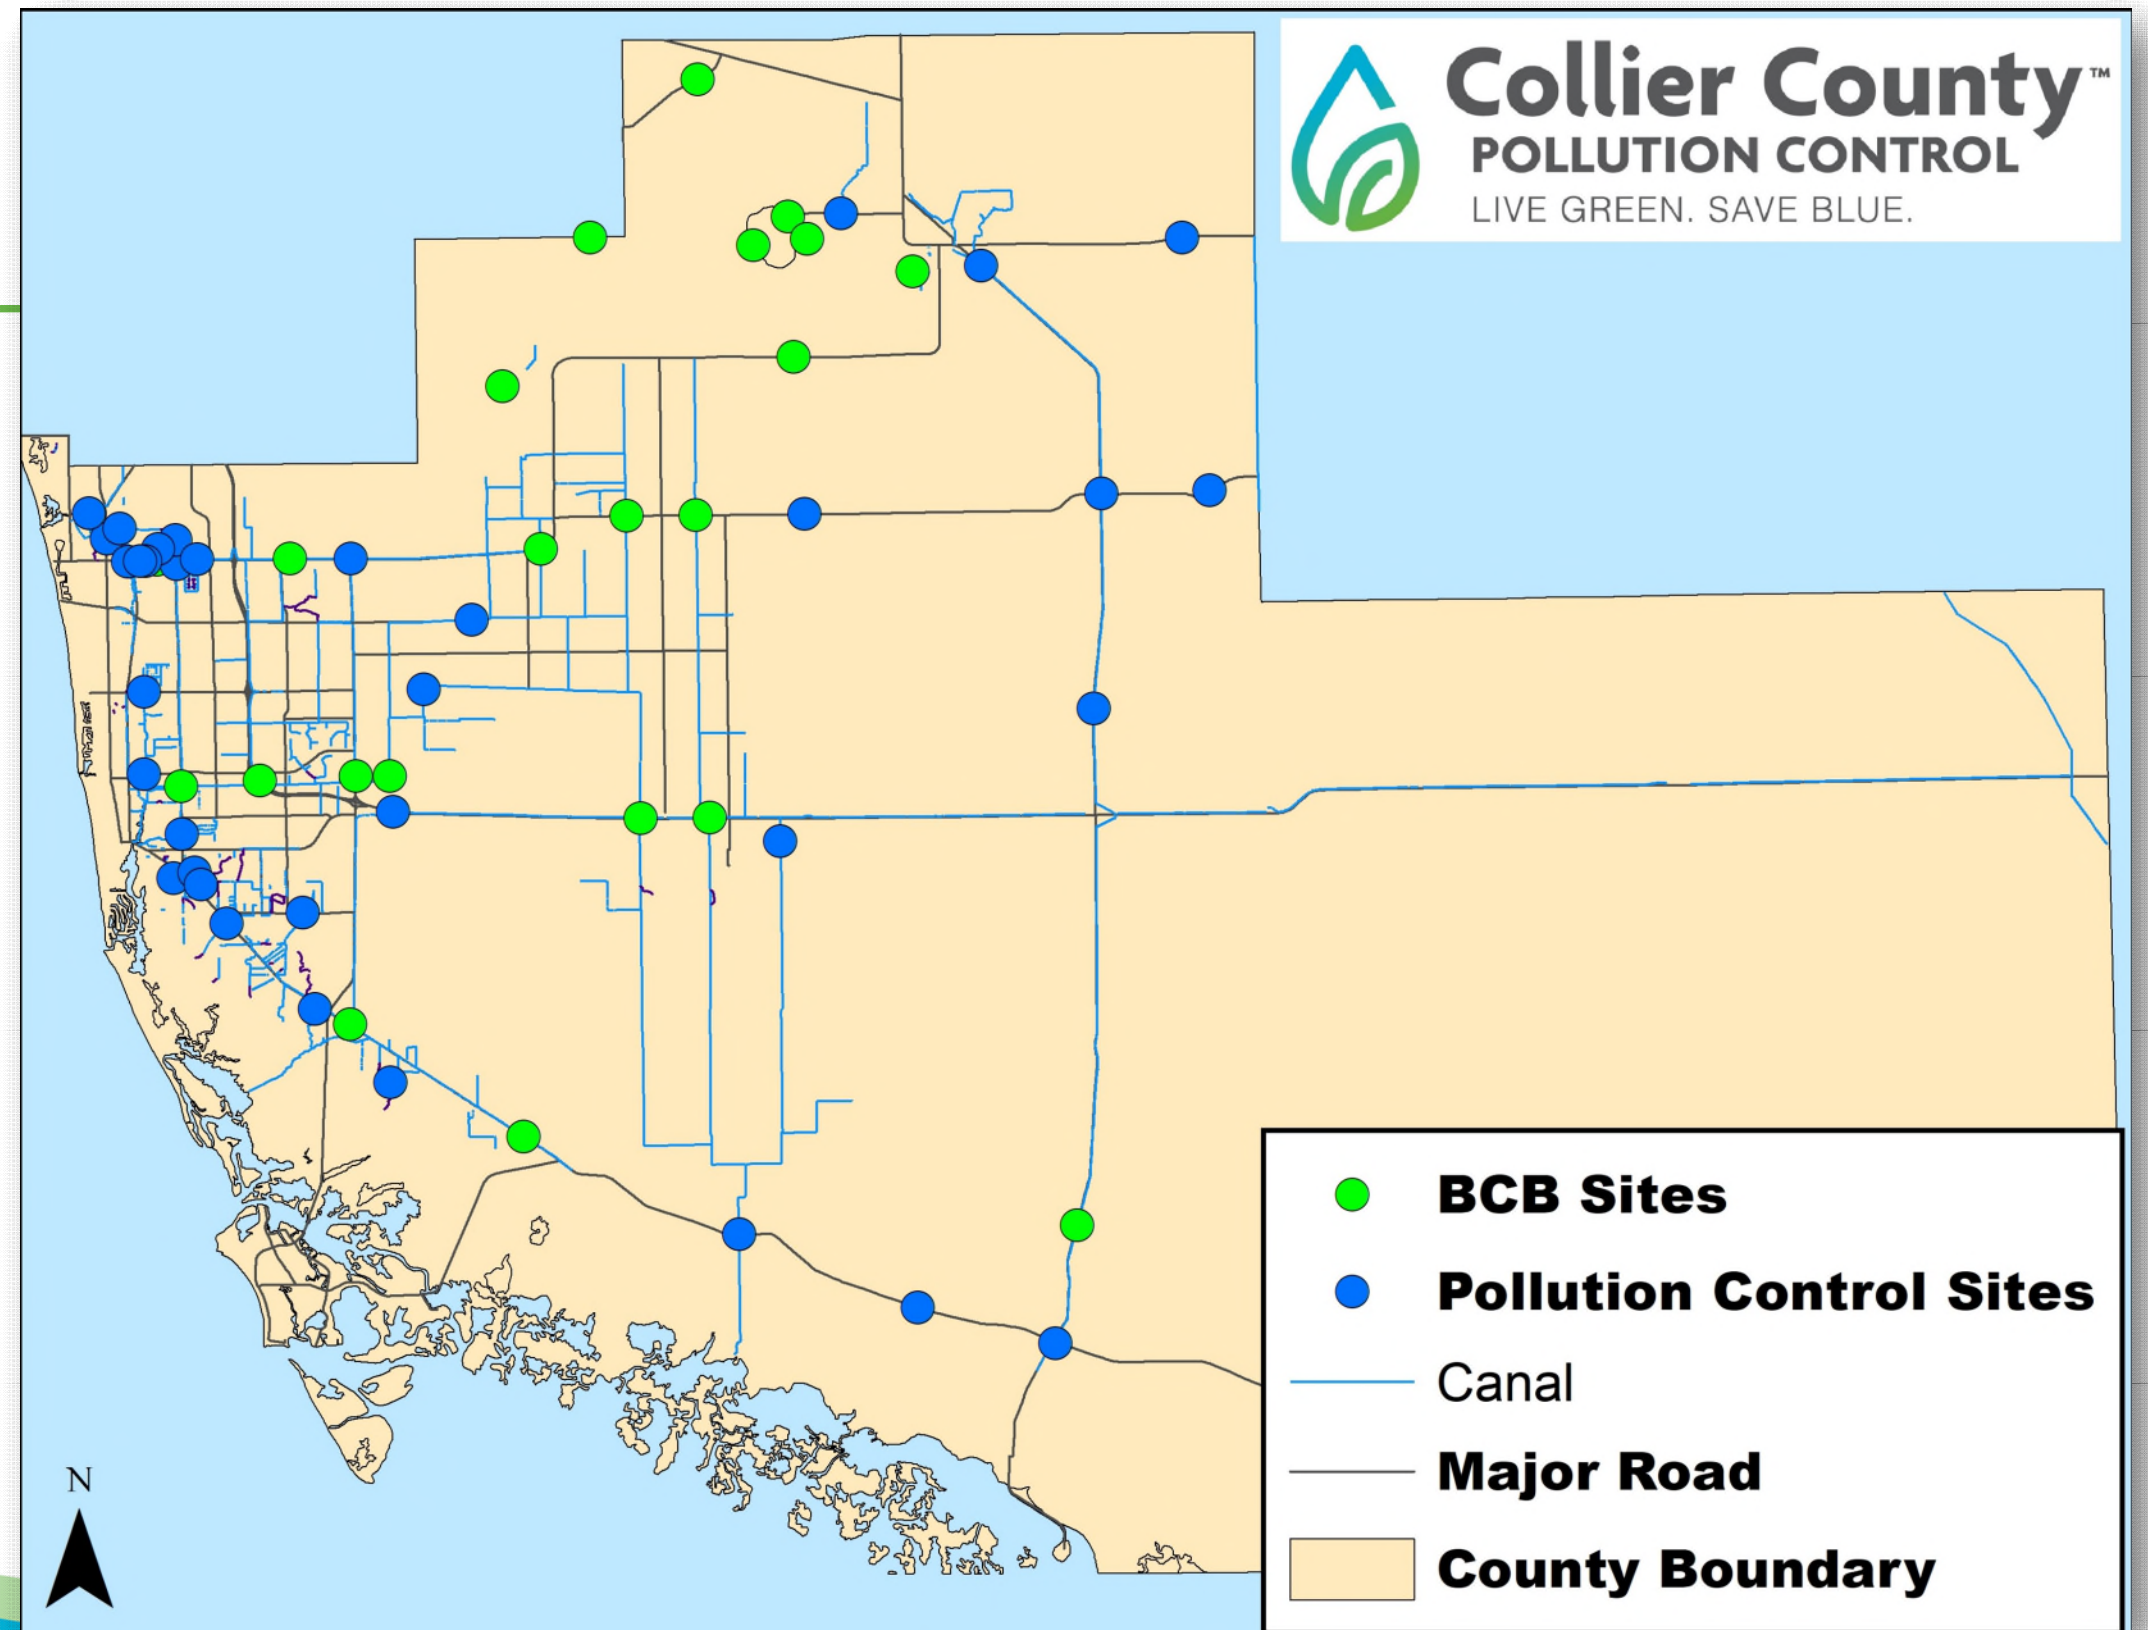 Collier County™
POLLUTION CONTROL
LIVE GREEN. SAVE BLUE.
BCB Sites
Pollution Control Sites
Canal
Major Road
County Boundary
N